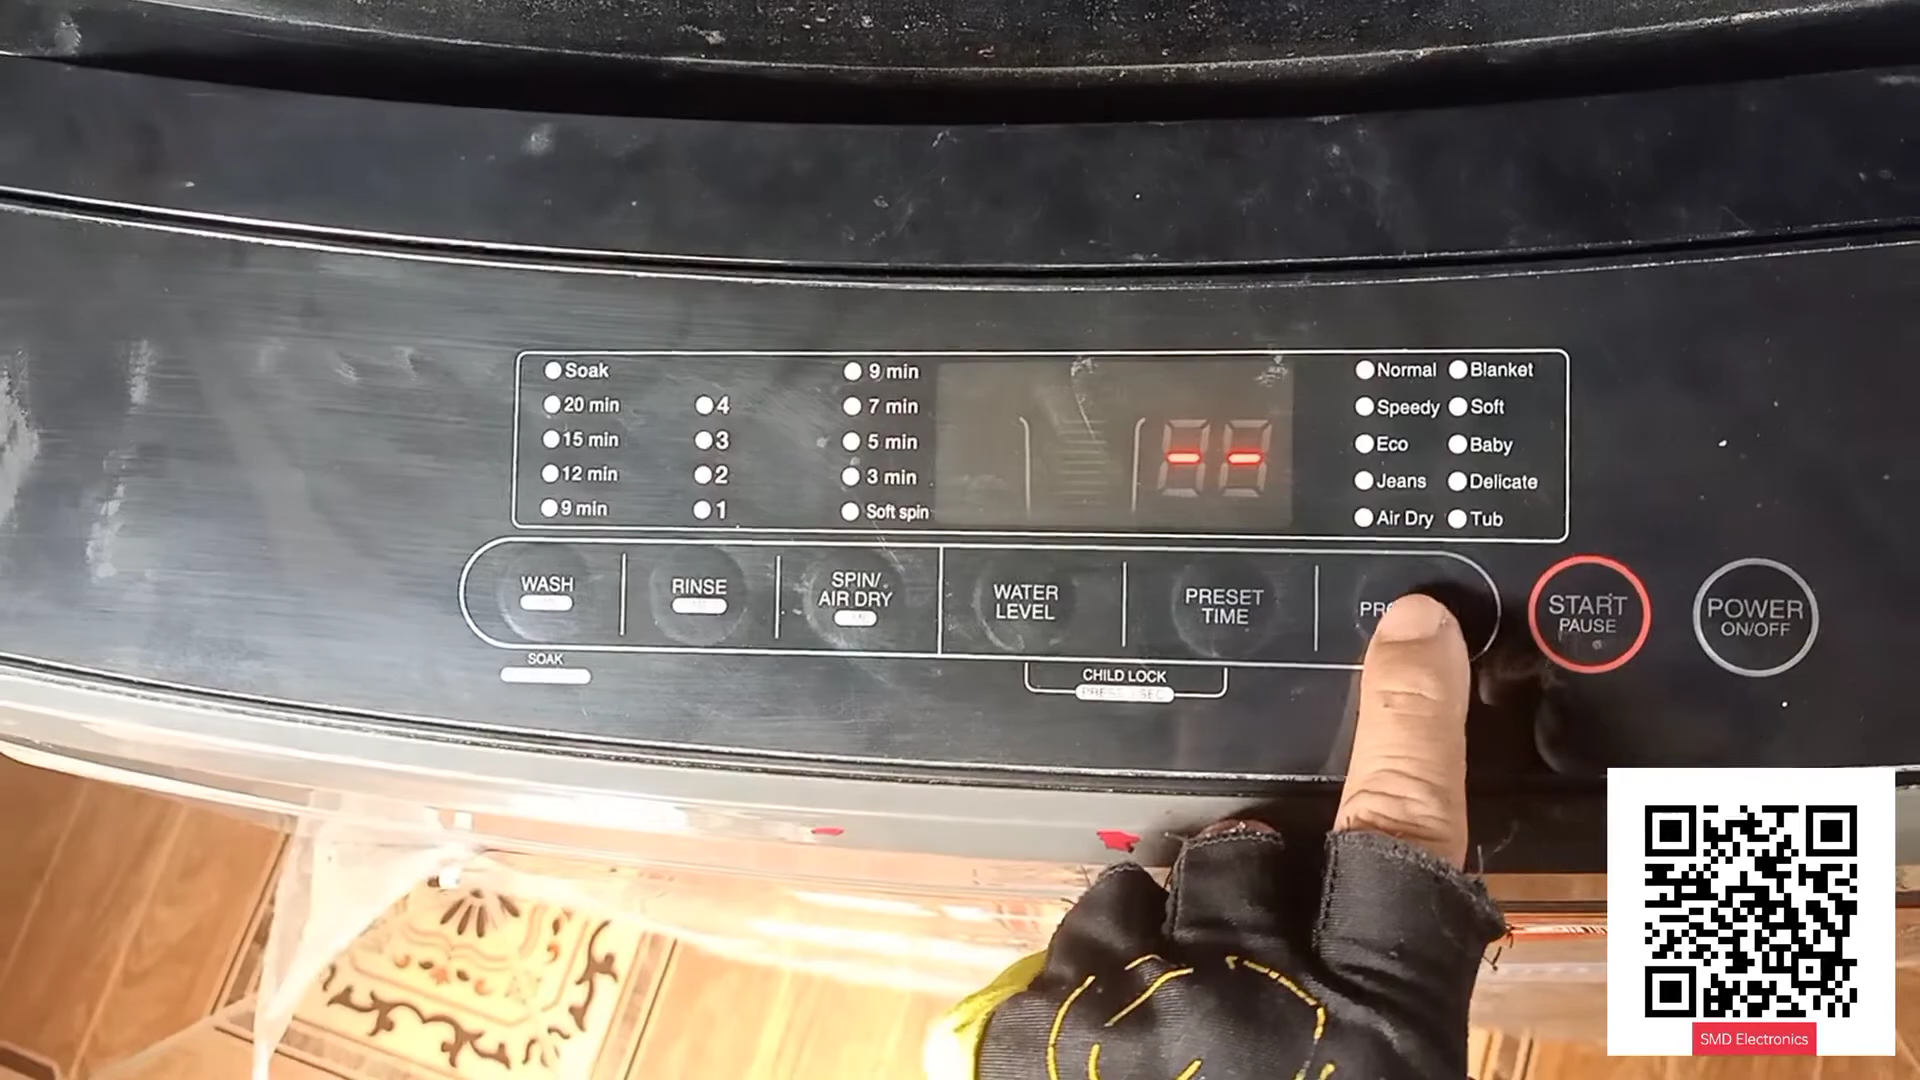 Soak
20 min
15 min
12 min
9 min
4
3
2
1
9 min
7 min
5 min
3 min
Soft spin
--
Normal
Speedy
Eco
Jeans
Air Dry
Blanket
Soft
Baby
Delicate
Tub
WASH
RINSE
SPIN/
AIR DRY
WATER
LEVEL
PRESET
TIME
START
PAUSE
POWER
ON/OFF
SOAK
CHILD LOCK
SMD Electronics